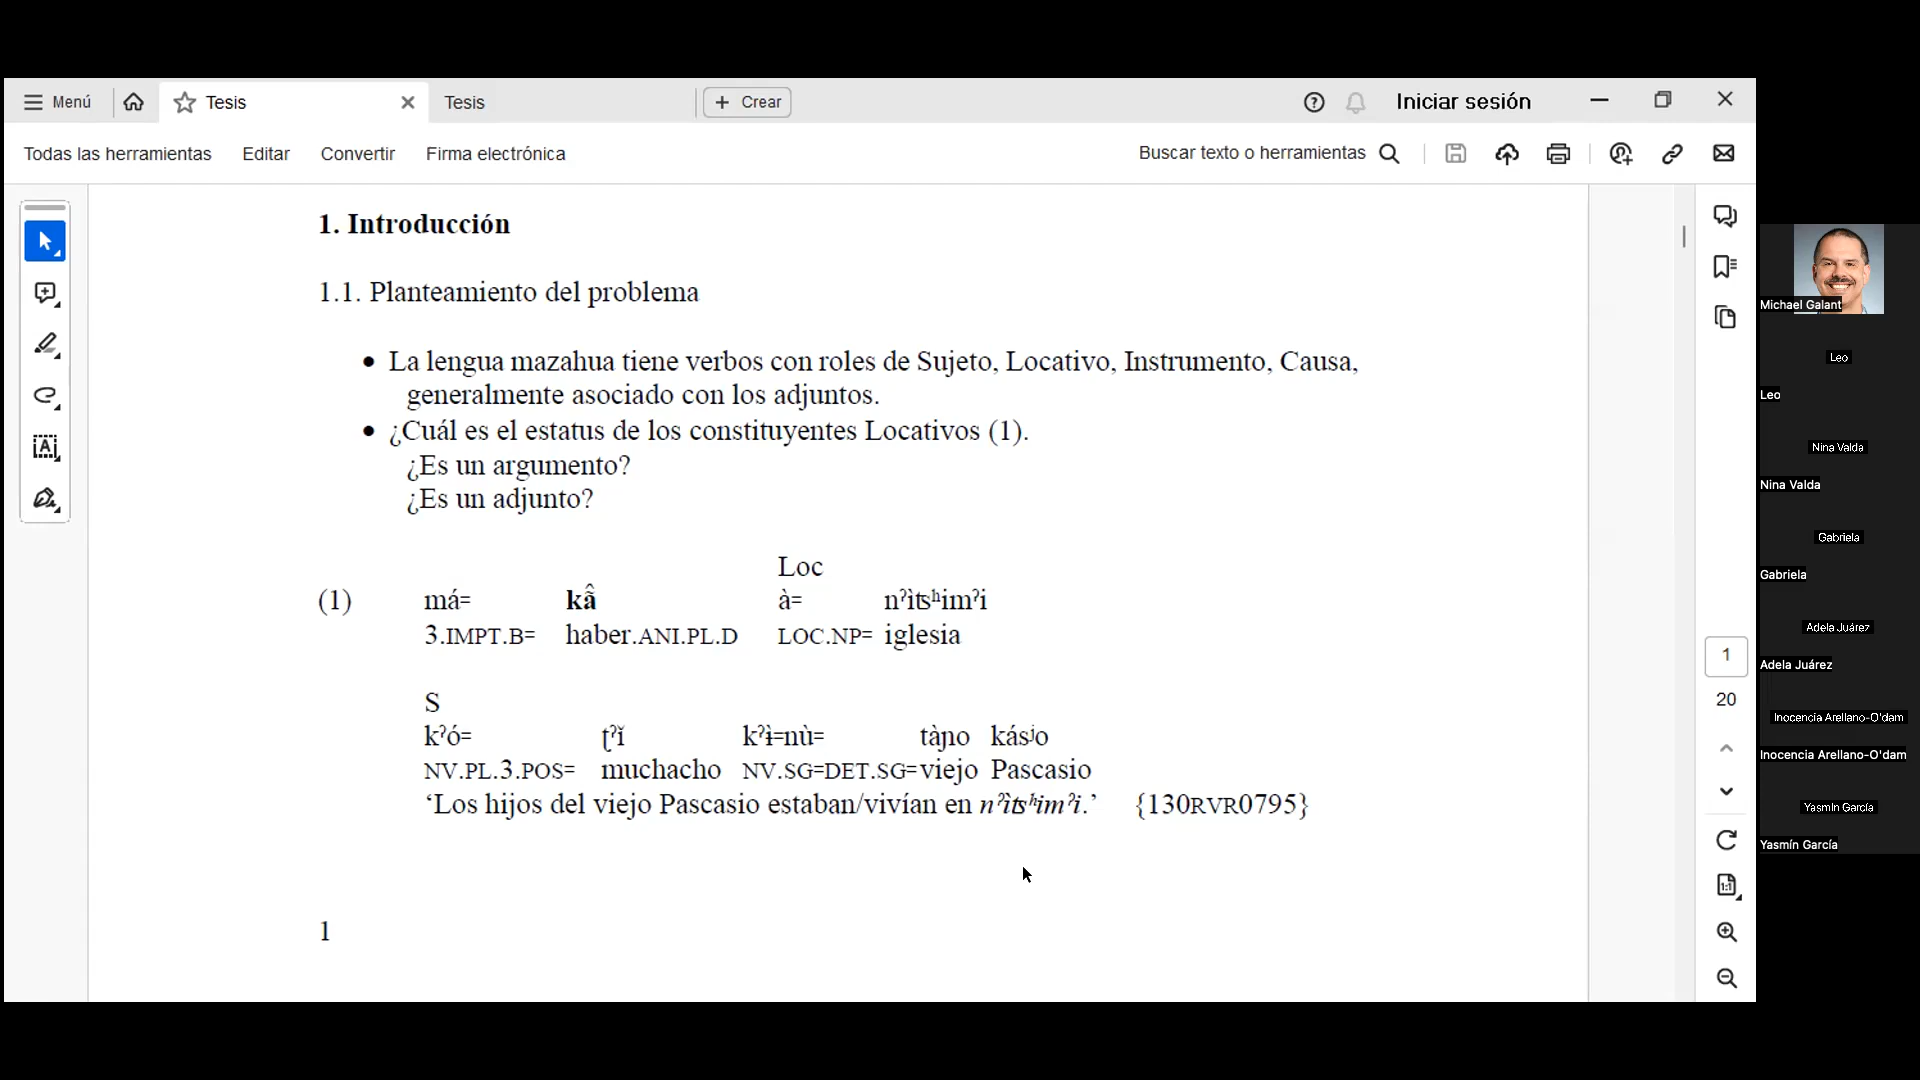 Menú
Tesis
Tesis
Crear
Iniciar sesión
Todas las herramientas
Editar
Convertir
Firma electrónica
Buscar texto o herramientas
1. Introducción
1.1. Planteamiento del problema
• La lengua mazahua tiene verbos con roles de Sujeto, Locativo, Instrumento, Causa,
generalmente asociado con los adjuntos.
• ¿Cuál es el estatus de los constituyentes Locativos (1).
¿Es un argumento?
¿Es un adjunto?
Loc
(1) má= kâ̂ à= nˀìʦʰimˀi
3.IMPT.B= haber.ANI.PL.D LOC.NP= iglesia
S
kˀó= ʈˀǐ kˀɨ̀=nù= tàɲo kásʲo
NV.PL.3.POS= muchacho NV.SG=DET.SG= viejo Pascasio
‘Los hijos del viejo Pascasio estaban/vivían en nˀìʦʰimˀi.’ {130RVR0795}
1
1
20
Michael Galant
Leo
Leo
Nina Valda
Nina Valda
Gabriela
Gabriela
Adela Juárez
Adela Juárez
Inocencia Arellano-O'dam
Inocencia Arellano-O'dam
Yasmín García
Yasmín García